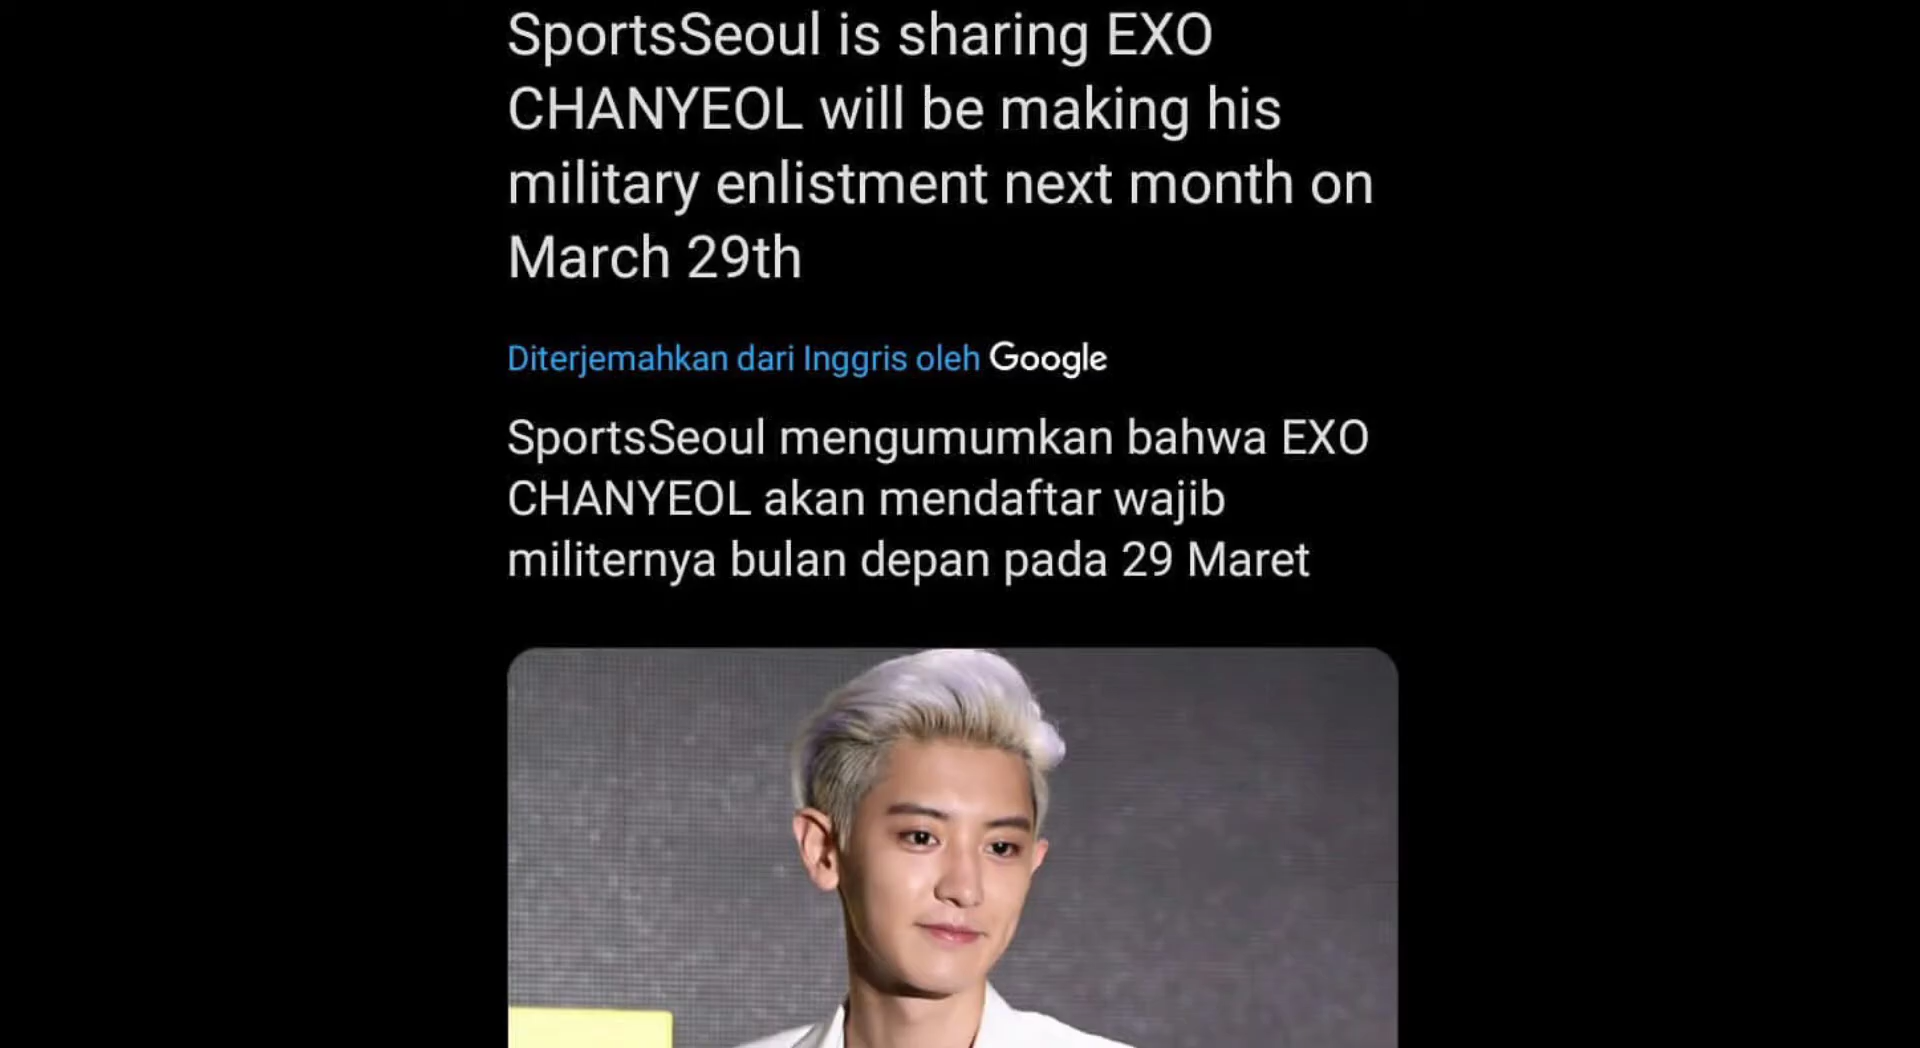 SportsSeoul is sharing EXO
CHANYEOL will be making his
military enlistment next month on
March 29th
Diterjemahkan dari Inggris oleh Google
SportsSeoul mengumumkan bahwa EXO
CHANYEOL akan mendaftar wajib
militernya bulan depan pada 29 Maret